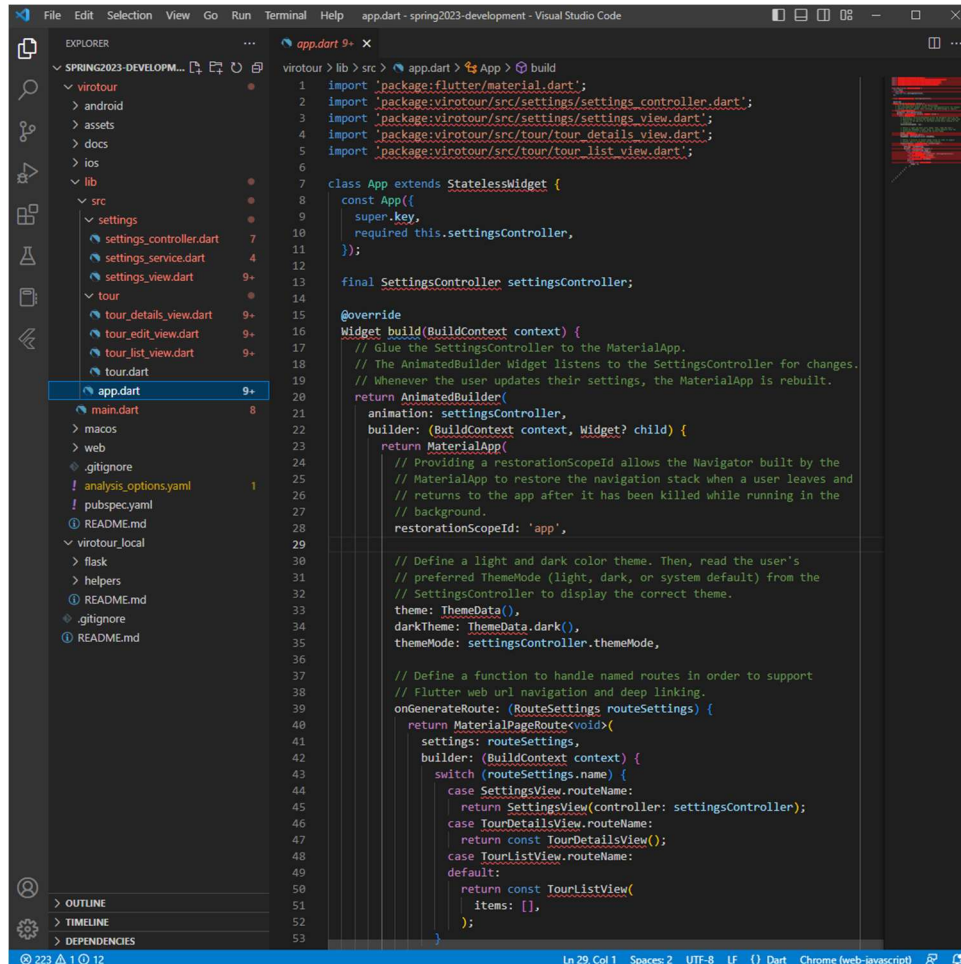 File Edit Selection View Go Run Terminal Help app.dart - spring2023-development - Visual Studio Code
EXPLORER
SPRING2023-DEVELOPM...
virotour
android
assets
docs
ios
lib
src
settings
settings_controller.dart 7
settings_service.dart 4
settings_view.dart 9+
tour
tour_details_view.dart 9+
tour_edit_view.dart 9+
tour_list_view.dart 9+
tour.dart
app.dart 9+
main.dart 8
macos
web
.gitignore
analysis_options.yaml 1
pubspec.yaml
README.md
virotour_local
flask
helpers
README.md
.gitignore
README.md
OUTLINE
TIMELINE
DEPENDENCIES
app.dart 9+
virotour > lib > src > app.dart > App > build
1 import 'package:flutter/material.dart';
2 import 'package:virotour/src/settings/settings_controller.dart';
3 import 'package:virotour/src/settings/settings_view.dart';
4 import 'package:virotour/src/tour/tour_details_view.dart';
5 import 'package:virotour/src/tour/tour_list_view.dart';
6
7 class App extends StatelessWidget {
8 const App({
9 super.key,
10 required this.settingsController,
11 });
12
13 final SettingsController settingsController;
14
15 @override
16 Widget build(BuildContext context) {
17 // Glue the SettingsController to the MaterialApp.
18 // The AnimatedBuilder Widget listens to the SettingsController for changes.
19 // Whenever the user updates their settings, the MaterialApp is rebuilt.
20 return AnimatedBuilder(
21 animation: settingsController,
22 builder: (BuildContext context, Widget? child) {
23 return MaterialApp(
24 // Providing a restorationScopeId allows the Navigator built by the
25 // MaterialApp to restore the navigation stack when a user leaves and
26 // returns to the app after it has been killed while running in the
27 // background.
28 restorationScopeId: 'app',
29
30 // Define a light and dark color theme. Then, read the user's
31 // preferred ThemeMode (light, dark, or system default) from the
32 // SettingsController to display the correct theme.
33 theme: ThemeData(),
34 darkTheme: ThemeData.dark(),
35 themeMode: settingsController.themeMode,
36
37 // Define a function to handle named routes in order to support
38 // Flutter web url navigation and deep linking.
39 onGenerateRoute: (RouteSettings routeSettings) {
40 return MaterialPageRoute<void>(
41 settings: routeSettings,
42 builder: (BuildContext context) {
43 switch (routeSettings.name) {
44 case SettingsView.routeName:
45 return SettingsView(controller: settingsController);
46 case TourDetailsView.routeName:
47 return const TourDetailsView();
48 case TourListView.routeName:
49 default:
50 return const TourListView(
51 items: [],
52 );
53 }
223 1 12 Ln 29, Col 1 Spaces: 2 UTF-8 LF {} Dart Chrome (web-javascript)